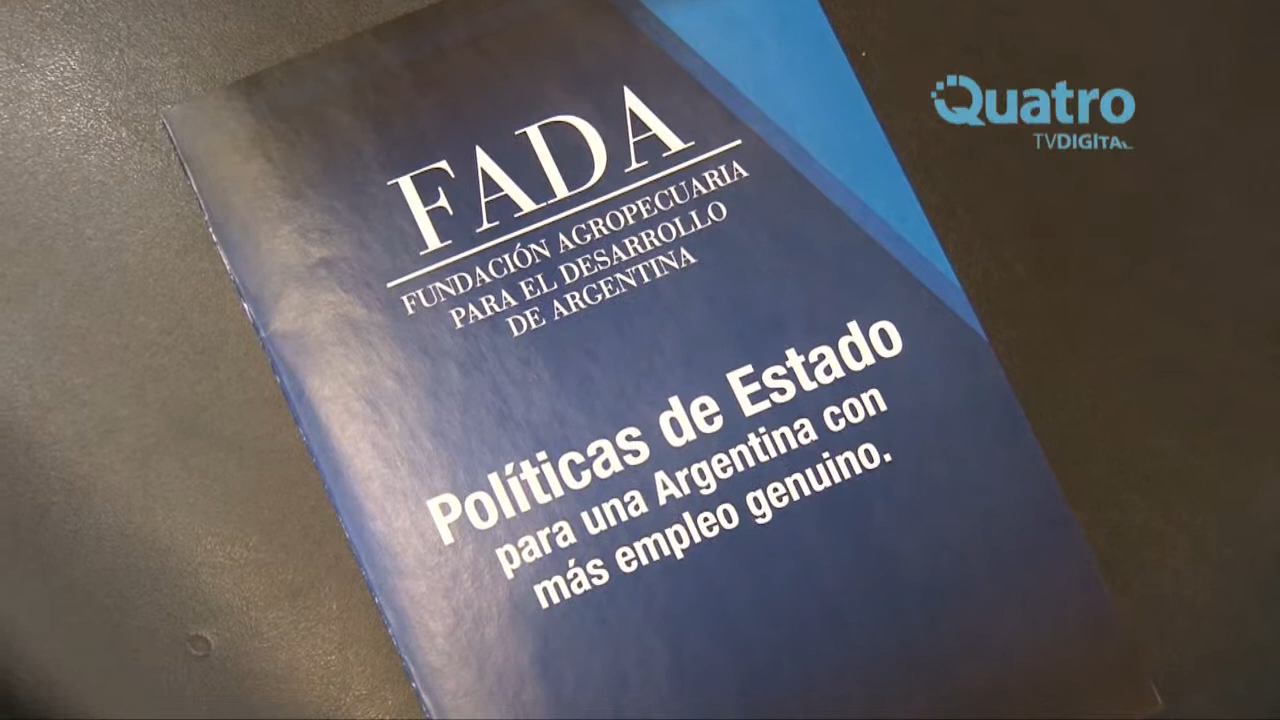 Quatro
TVDIGITAL
FADA
FUNDACIÓN AGROPECUARIA
PARA EL DESARROLLO
DE ARGENTINA
Políticas de Estado
para una Argentina con
más empleo genuino.